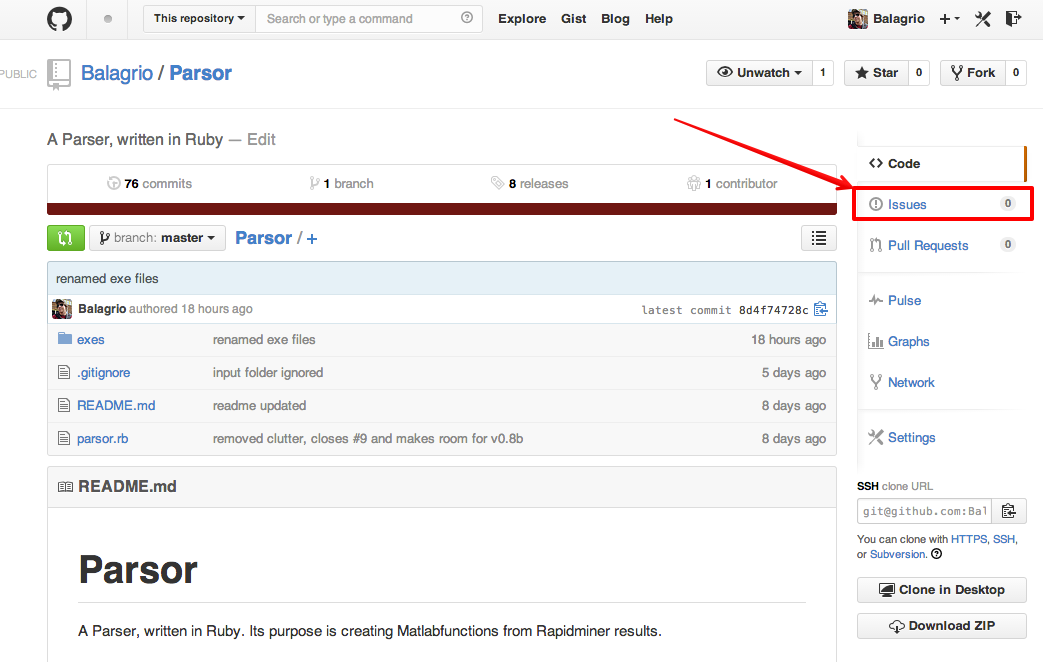 This repository Search or type a command Explore Gist Blog Help Balagrio
PUBLIC Balagrio / Parsor Unwatch 1 Star 0 Fork 0
A Parser, written in Ruby — Edit
76 commits 1 branch 8 releases 1 contributor
branch: master Parsor / +
renamed exe files
Balagrio authored 18 hours ago latest commit 8d4f74728c
exes renamed exe files 18 hours ago
.gitignore input folder ignored 5 days ago
README.md readme updated 8 days ago
parsor.rb removed clutter, closes #9 and makes room for v0.8b 8 days ago
README.md
Parsor
A Parser, written in Ruby. Its purpose is creating Matlabfunctions from Rapidminer results.
Code
Issues 0
Pull Requests 0
Pulse
Graphs
Network
Settings
SSH clone URL
git@github.com:Bal
You can clone with HTTPS, SSH,
or Subversion.
Clone in Desktop
Download ZIP